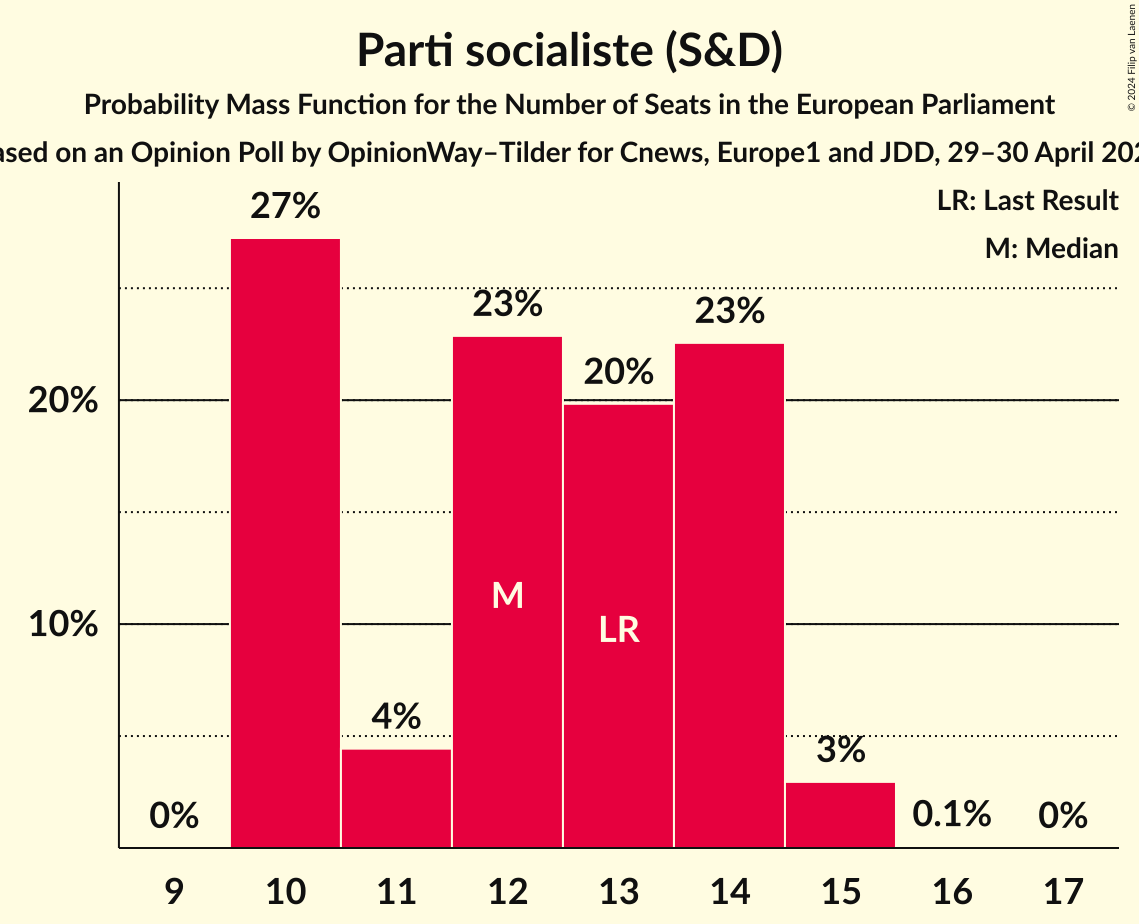 Parti socialiste (S&D)
Probability Mass Function for the Number of Seats in the European Parliament
on an Opinion Poll by OpinionWay–Tilder for Cnews, Europe1 and JDD, 29–30 April
© 2024 Filip van Laenen
LR: Last Result
M: Median
27%
23%
23%
20%
20%
M
LR
10%
4%
3%
0%
0.1%
0%
9 10 11 12 13 14 15 16 17